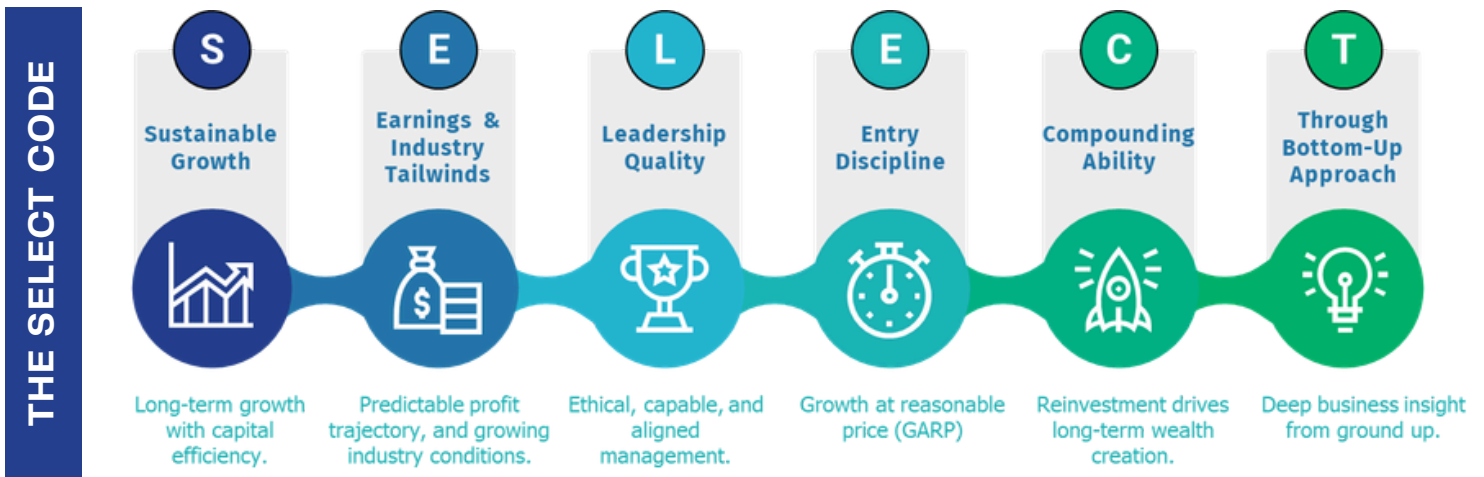 THE SELECT CODE
S
Sustainable
Growth
Long-term growth
with capital
efficiency.
E
Earnings &
Industry
Tailwinds
$
Predictable profit
trajectory, and growing
industry conditions.
L
Leadership
Quality
Ethical, capable, and
aligned
management.
E
Entry
Discipline
Growth at reasonable
price (GARP)
C
Compounding
Ability
Reinvestment drives
long-term wealth
creation.
T
Through
Bottom-Up
Approach
Deep business insight
from ground up.